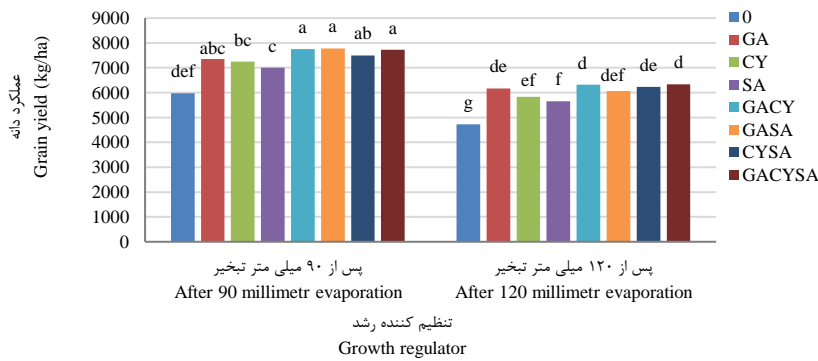 عملکرد دانه
Grain yield (kg/ha)
9000
8000
7000
6000
5000
4000
3000
2000
1000
0
def
abc
bc
c
a
a
ab
a
g
de
ef
f
d
def
de
d
پس از ۹۰ میلی متر تبخیر
After 90 millimetr evaporation
پس از ۱۲۰ میلی متر تبخیر
After 120 millimetr evaporation
تنظیم کننده رشد
Growth regulator
0
GA
CY
SA
GACY
GASA
CYSA
GACYSA